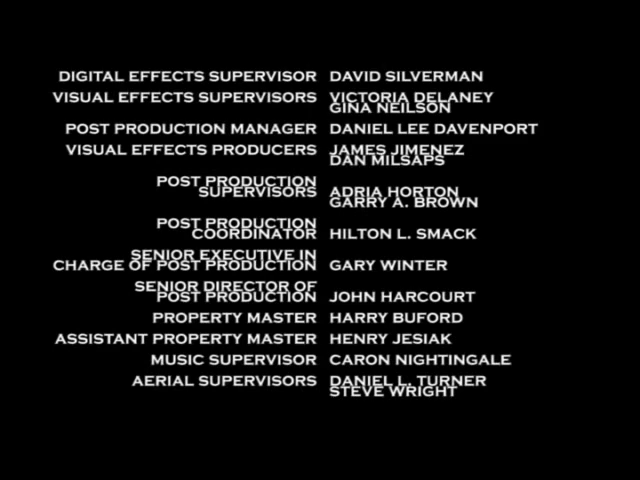 DIGITAL EFFECTS SUPERVISOR DAVID SILVERMAN
VISUAL EFFECTS SUPERVISORS VICTORIA DELANEY
GINA NEILSON
POST PRODUCTION MANAGER DANIEL LEE DAVENPORT
VISUAL EFFECTS PRODUCERS JAMES JIMENEZ
DAN MILSAPS
POST PRODUCTION
SUPERVISORS ADRIA HORTON
GARRY A. BROWN
POST PRODUCTION
COORDINATOR HILTON L. SMACK
SENIOR EXECUTIVE IN
CHARGE OF POST PRODUCTION GARY WINTER
SENIOR DIRECTOR OF
POST PRODUCTION JOHN HARCOURT
PROPERTY MASTER HARRY BUFORD
ASSISTANT PROPERTY MASTER HENRY JESIAK
MUSIC SUPERVISOR CARON NIGHTINGALE
AERIAL SUPERVISORS DANIEL L. TURNER
STEVE WRIGHT